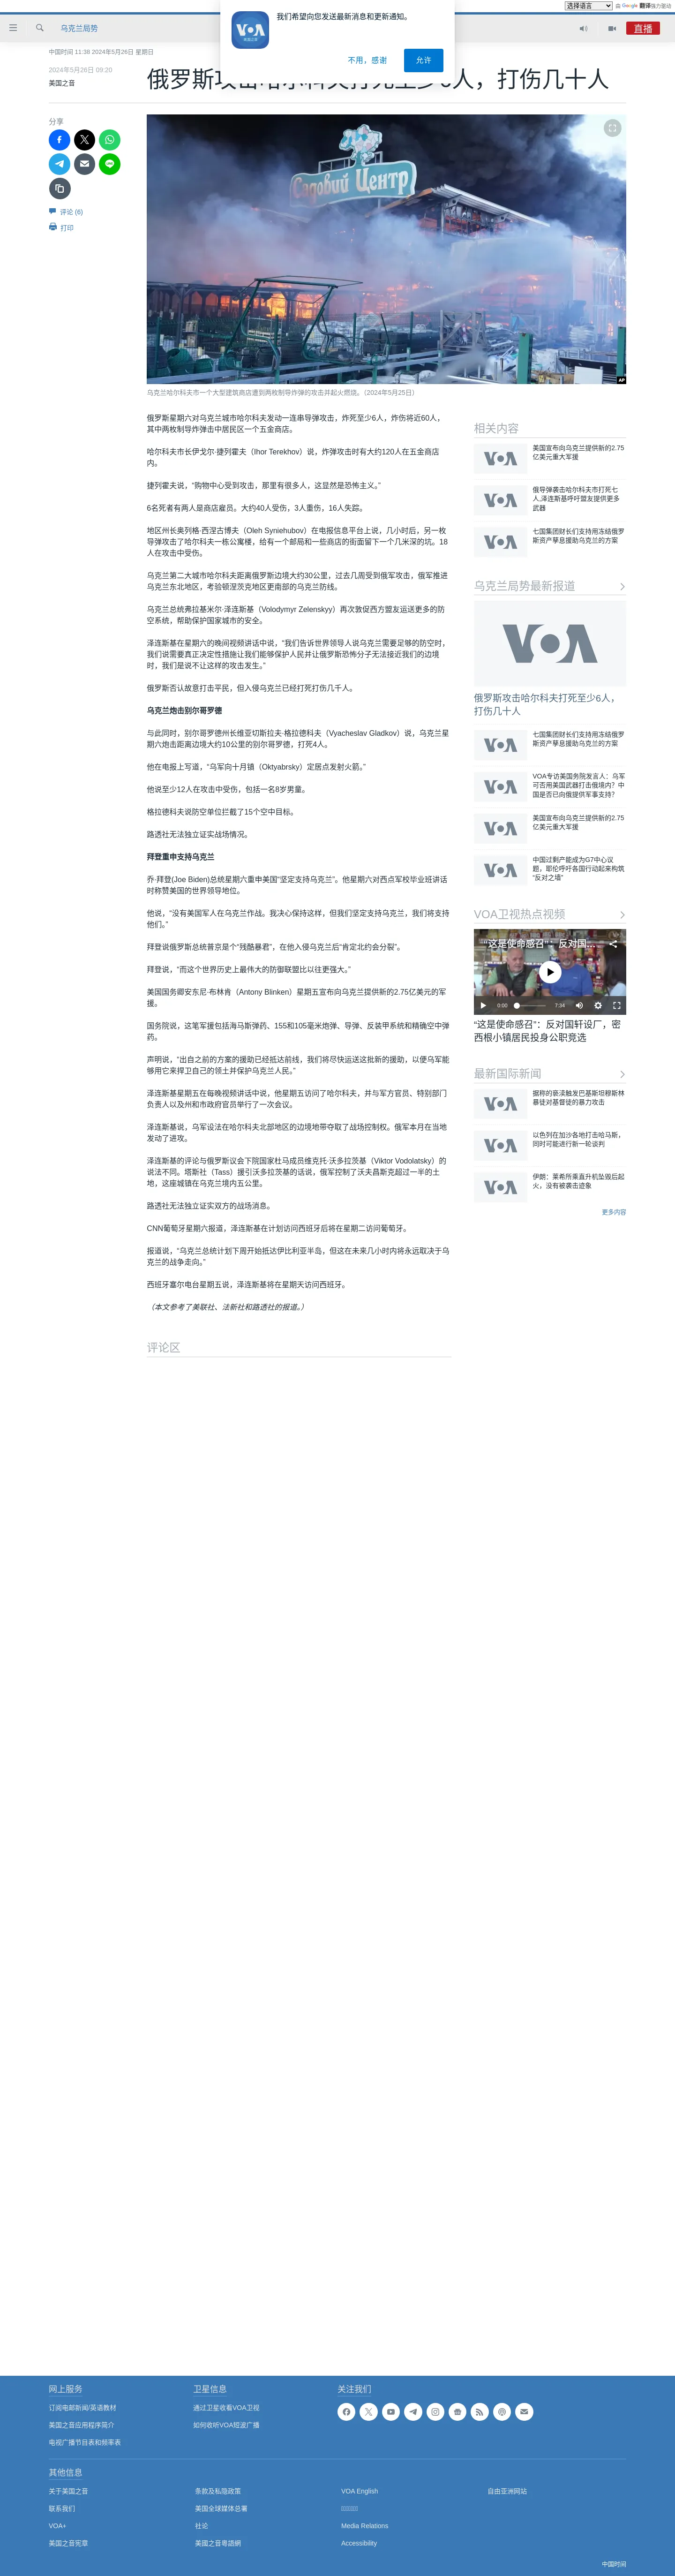 选择语言 由 Google 翻译强力驱动
乌克兰局势
直播
VOA
我们希望向您发送最新消息和更新通知。
不用，感谢
允许
中国时间 11:38 2024年5月26日 星期日
2024年5月26日 09:20
美国之音
俄罗斯攻击哈尔科夫打死至少6人，打伤几十人
分享
评论 (6)
打印
Садовий Центр
AP
乌克兰哈尔科夫市一个大型建筑商店遭到两枚制导炸弹的攻击并起火燃烧。（2024年5月25日）
俄罗斯星期六对乌克兰城市哈尔科夫发动一连串导弹攻击，炸死至少6人，炸伤将近60人，
其中两枚制导炸弹击中居民区一个五金商店。
哈尔科夫市长伊戈尔·捷列霍夫（Ihor Terekhov）说，炸弹攻击时有大约120人在五金商店
内。
捷列霍夫说，“购物中心受到攻击，那里有很多人，这显然是恐怖主义。”
6名死者有两人是商店雇员。大约40人受伤，3人重伤，16人失踪。
地区州长奥列格·西涅古博夫（Oleh Syniehubov）在电报信息平台上说，几小时后，另一枚
导弹攻击了哈尔科夫一栋公寓楼，给有一个邮局和一些商店的街面留下一个几米深的坑。18
人在攻击中受伤。
乌克兰第二大城市哈尔科夫距离俄罗斯边境大约30公里，过去几周受到俄军攻击，俄军推进
乌克兰东北地区，考验顿涅茨克地区更南部的乌克兰防线。
乌克兰总统弗拉基米尔·泽连斯基（Volodymyr Zelenskyy）再次敦促西方盟友运送更多的防
空系统，帮助保护国家城市的安全。
泽连斯基在星期六的晚间视频讲话中说，“我们告诉世界领导人说乌克兰需要足够的防空时，
我们说需要真正决定性措施让我们能够保护人民并让俄罗斯恐怖分子无法接近我们的边境
时，我们是说不让这样的攻击发生。”
俄罗斯否认故意打击平民，但入侵乌克兰已经打死打伤几千人。
乌克兰炮击别尔哥罗德
与此同时，别尔哥罗德州长维亚切斯拉夫·格拉德科夫（Vyacheslav Gladkov）说，乌克兰星
期六炮击距离边境大约10公里的别尔哥罗德，打死4人。
他在电报上写道，“乌军向十月镇（Oktyabrsky）定居点发射火箭。”
他说至少12人在攻击中受伤，包括一名8岁男童。
格拉德科夫说防空单位拦截了15个空中目标。
路透社无法独立证实战场情况。
拜登重申支持乌克兰
乔·拜登(Joe Biden)总统星期六重申美国“坚定支持乌克兰”。他星期六对西点军校毕业班讲话
时称赞美国的世界领导地位。
他说，“没有美国军人在乌克兰作战。我决心保持这样，但我们坚定支持乌克兰，我们将支持
他们。”
拜登说俄罗斯总统普京是个“残酷暴君”，在他入侵乌克兰后“肯定北约会分裂”。
拜登说，“而这个世界历史上最伟大的防御联盟比以往更强大。”
美国国务卿安东尼·布林肯（Antony Blinken）星期五宣布向乌克兰提供新的2.75亿美元的军
援。
国务院说，这笔军援包括海马斯弹药、155和105毫米炮弹、导弹、反装甲系统和精确空中弹
药。
声明说，“出自之前的方案的援助已经抵达前线，我们将尽快运送这批新的援助，以便乌军能
够用它来捍卫自己的领土并保护乌克兰人民。”
泽连斯基星期五在每晚视频讲话中说，他星期五访问了哈尔科夫，并与军方官员、特别部门
负责人以及州和市政府官员举行了一次会议。
泽连斯基说，乌军设法在哈尔科夫北部地区的边境地带夺取了战场控制权。俄军本月在当地
发动了进攻。
泽连斯基的评论与俄罗斯议会下院国家杜马成员维克托·沃多拉茨基（Viktor Vodolatsky）的
说法不同。塔斯社（Tass）援引沃多拉茨基的话说，俄军控制了沃夫昌斯克超过一半的土
地，这座城镇在乌克兰境内五公里。
路透社无法独立证实双方的战场消息。
CNN葡萄牙星期六报道，泽连斯基在计划访问西班牙后将在星期二访问葡萄牙。
报道说，“乌克兰总统计划下周开始抵达伊比利亚半岛，但这在未来几小时内将永远取决于乌
克兰的战争走向。”
西班牙塞尔电台星期五说，泽连斯基将在星期天访问西班牙。
（本文参考了美联社、法新社和路透社的报道。）
评论区
相关内容
VOA
美国宣布向乌克兰提供新的2.75
亿美元重大军援
VOA
俄导弹袭击哈尔科夫市打死七
人,泽连斯基呼吁盟友提供更多
武器
VOA
七国集团财长们支持用冻结俄罗
斯资产孳息援助乌克兰的方案
乌克兰局势最新报道
VOA
俄罗斯攻击哈尔科夫打死至少6人，
打伤几十人
VOA
七国集团财长们支持用冻结俄罗
斯资产孳息援助乌克兰的方案
VOA
VOA专访美国务院发言人：乌军
可否用美国武器打击俄境内？中
国是否已向俄提供军事支持？
VOA
美国宣布向乌克兰提供新的2.75
亿美元重大军援
VOA
中国过剩产能成为G7中心议
题，耶伦呼吁各国行动起来构筑
“反对之墙”
VOA卫视热点视频
“这是使命感召”：反对国...
0:00
7:34
“这是使命感召”：反对国轩设厂，密
西根小镇居民投身公职竞选
最新国际新闻
VOA
据称的亵渎触发巴基斯坦穆斯林
暴徒对基督徒的暴力攻击
VOA
以色列在加沙各地打击哈马斯，
同时可能进行新一轮谈判
VOA
伊朗：莱希所乘直升机坠毁后起
火，没有被袭击迹象
更多内容
网上服务
订阅电邮新闻/英语教材
美国之音应用程序简介
电视广播节目表和频率表
卫星信息
通过卫星收看VOA卫视
如何收听VOA短波广播
关注我们
其他信息
关于美国之音
联系我们
VOA+
美国之音宪章
条款及私隐政策
美国全球媒体总署
社论
美國之音粵語網
VOA English
Media Relations
Accessibility
自由亚洲网站
中国时间